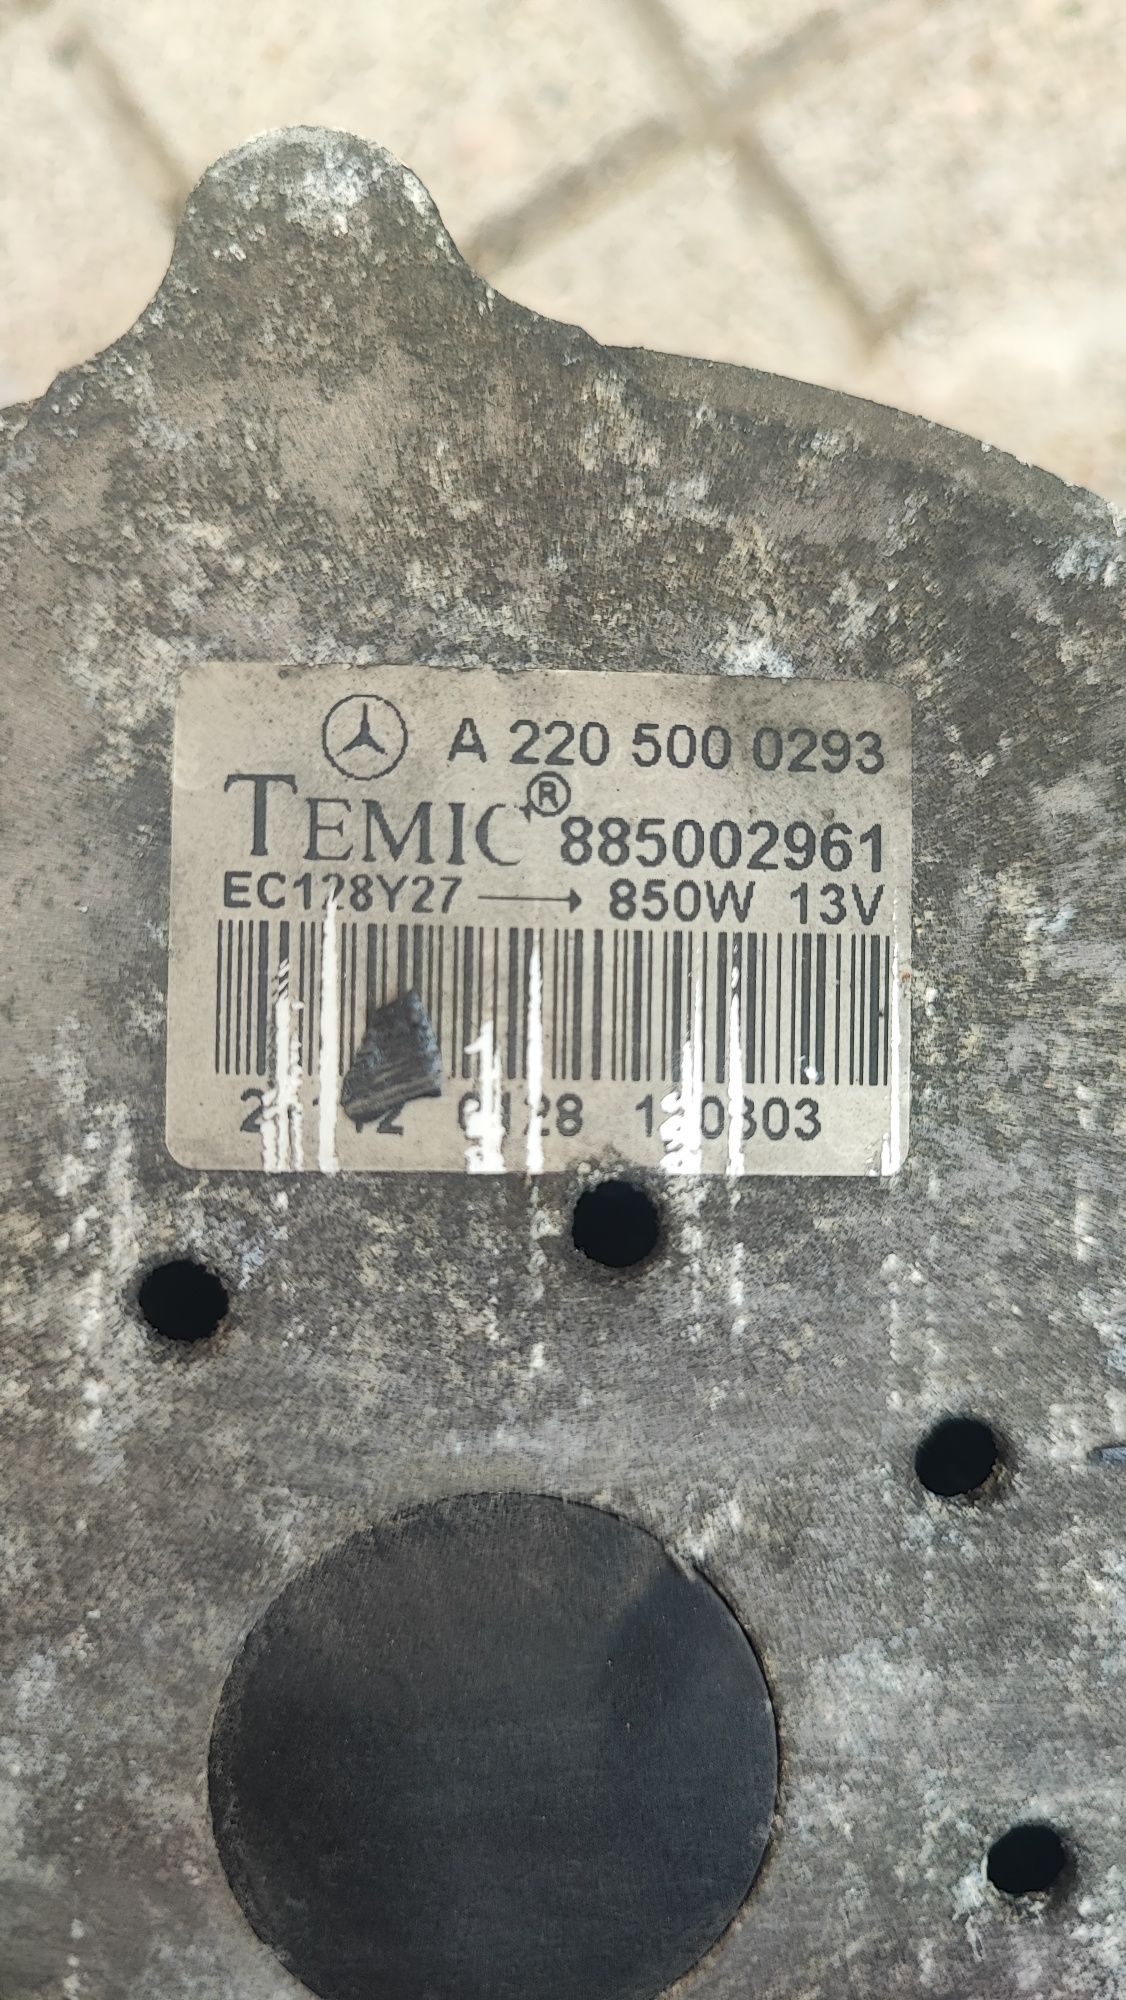 A 220 500 0293
TEMIC® 885002961
EC128Y27 → 850W 13V